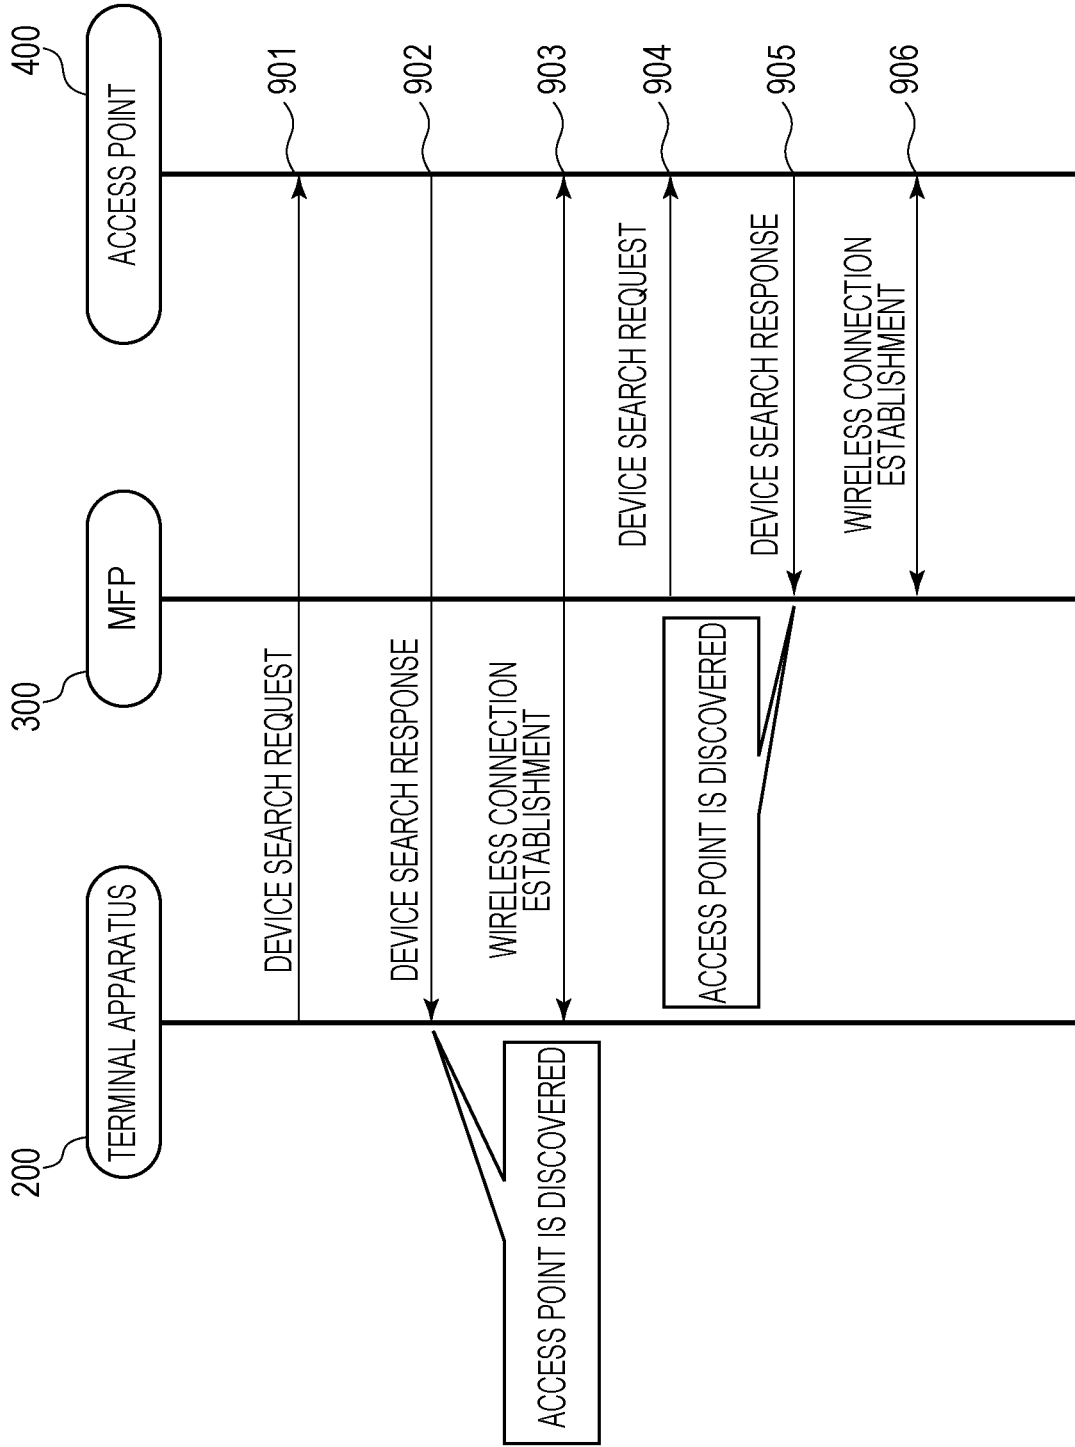 200
TERMINAL APPARATUS
300
MFP
400
ACCESS POINT
DEVICE SEARCH REQUEST
901
DEVICE SEARCH RESPONSE
902
WIRELESS CONNECTION
ESTABLISHMENT
903
ACCESS POINT IS DISCOVERED
DEVICE SEARCH REQUEST
904
ACCESS POINT IS DISCOVERED
DEVICE SEARCH RESPONSE
905
WIRELESS CONNECTION
ESTABLISHMENT
906